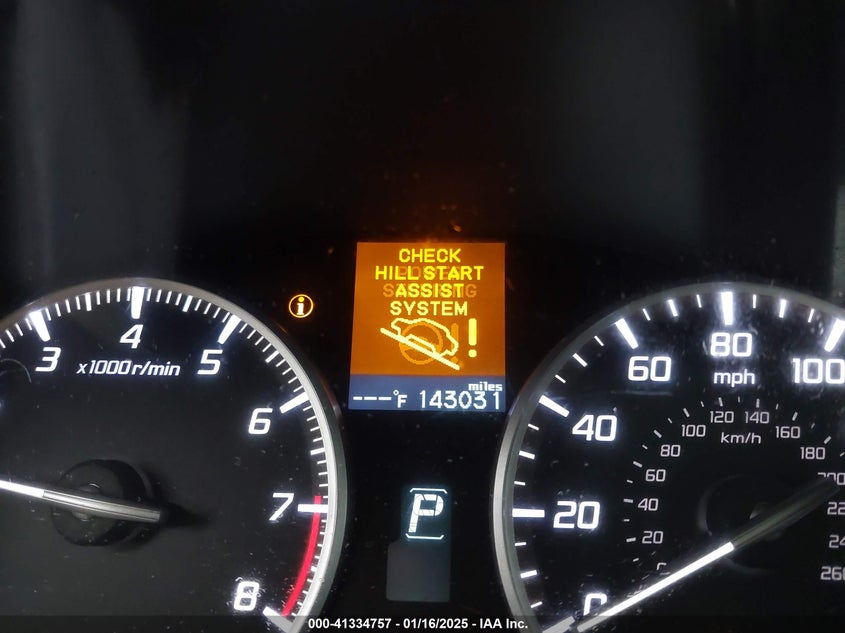 CHECK
HILL START
ASSIST
SYSTEM
!
miles
---°F 143031
i
3
4
5
6
7
8
x1000r/min
P
0
20
40
60
80
100
mph
20
40
60
80
100
120
140
160
180
km/h
260
000-41334757 - 01/16/2025 - IAA Inc.